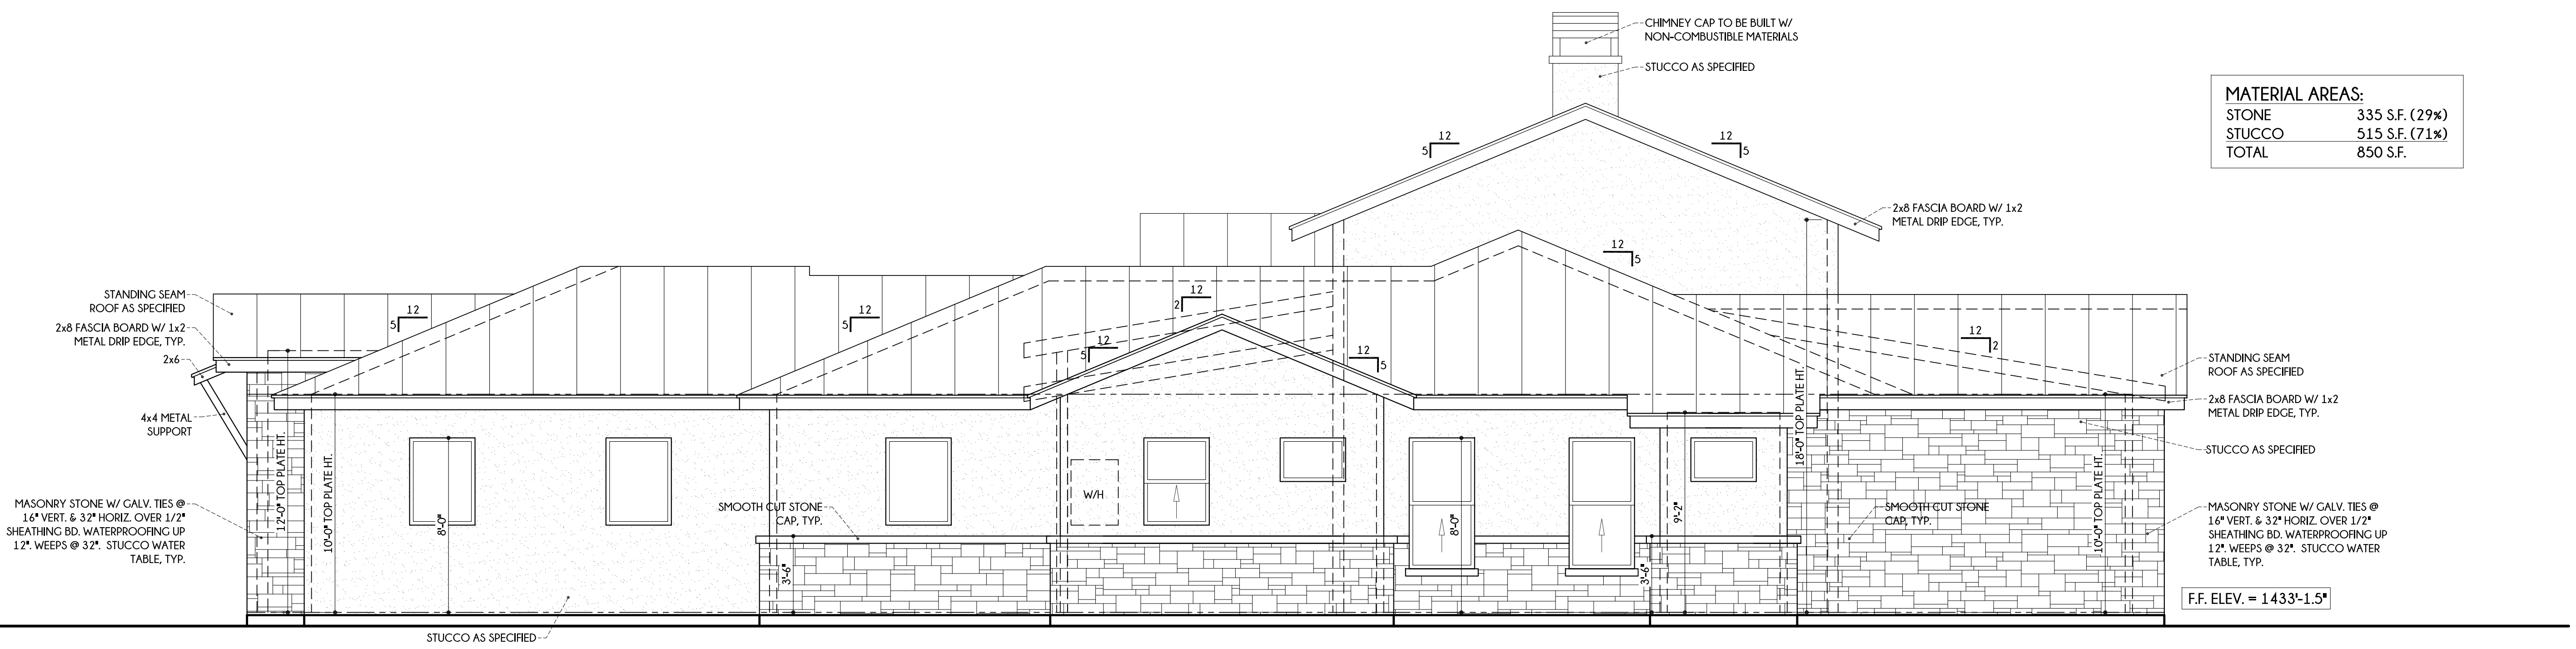 CHIMNEY CAP TO BE BUILT W/
NON-COMBUSTIBLE MATERIALS
STUCCO AS SPECIFIED
MATERIAL AREAS:
STONE 335 S.F. (29%)
STUCCO 515 S.F. (71%)
TOTAL 850 S.F.
12
5
12
5
2x8 FASCIA BOARD W/ 1x2
METAL DRIP EDGE, TYP.
12
5
STANDING SEAM
ROOF AS SPECIFIED
2x8 FASCIA BOARD W/ 1x2
METAL DRIP EDGE, TYP.
2x6
4x4 METAL
SUPPORT
MASONRY STONE W/ GALV. TIES @
16" VERT. & 32" HORIZ. OVER 1/2"
SHEATHING BD. WATERPROOFING UP
12". WEEPS @ 32". STUCCO WATER
TABLE, TYP.
12
5
12
5
12
2
12
5
12
5
12
2
12'-0" TOP PLATE HT.
10'-0" TOP PLATE HT.
8'-0"
SMOOTH CUT STONE
CAP, TYP.
3'-6"
W/H
8'-0"
3'-6"
9'-2"
18'-0" TOP PLATE HT.
SMOOTH CUT STONE
CAP, TYP.
10'-0" TOP PLATE HT.
STANDING SEAM
ROOF AS SPECIFIED
2x8 FASCIA BOARD W/ 1x2
METAL DRIP EDGE, TYP.
STUCCO AS SPECIFIED
MASONRY STONE W/ GALV. TIES @
16" VERT. & 32" HORIZ. OVER 1/2"
SHEATHING BD. WATERPROOFING UP
12". WEEPS @ 32". STUCCO WATER
TABLE, TYP.
F.F. ELEV. = 1433'-1.5"
STUCCO AS SPECIFIED